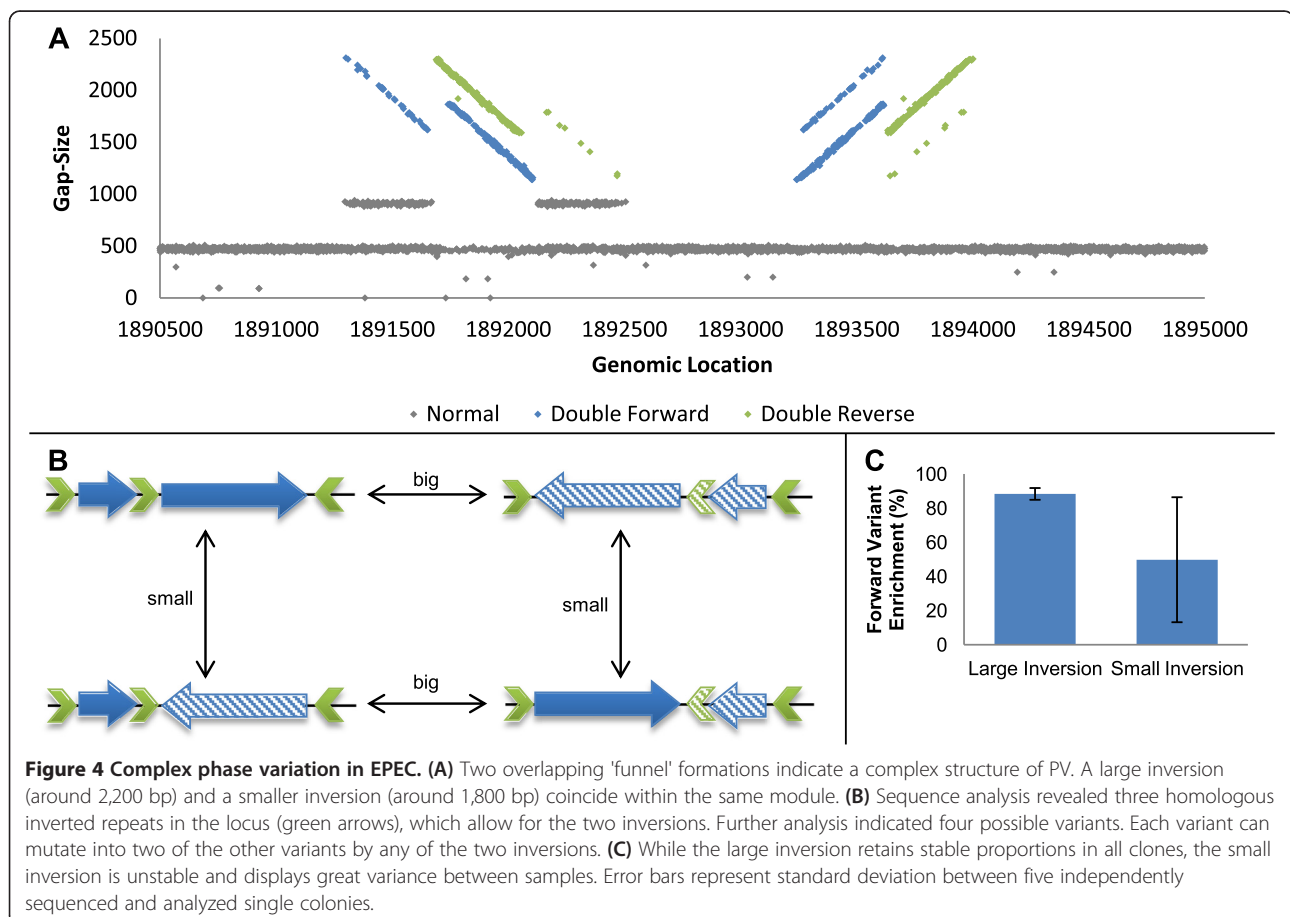 A
2500
2000
1500
1000
500
0
Gap-Size
1890500 1891000 1891500 1892000 1892500 1893000 1893500 1894000 1894500 1895000
Genomic Location
Normal Double Forward Double Reverse
B
big
small
small
big
C
100
80
60
40
20
0
Forward Variant
Enrichment (%)
Large Inversion Small Inversion
Figure 4 Complex phase variation in EPEC. (A) Two overlapping 'funnel' formations indicate a complex structure of PV. A large inversion
(around 2,200 bp) and a smaller inversion (around 1,800 bp) coincide within the same module. (B) Sequence analysis revealed three homologous
inverted repeats in the locus (green arrows), which allow for the two inversions. Further analysis indicated four possible variants. Each variant can
mutate into two of the other variants by any of the two inversions. (C) While the large inversion retains stable proportions in all clones, the small
inversion is unstable and displays great variance between samples. Error bars represent standard deviation between five independently
sequenced and analyzed single colonies.